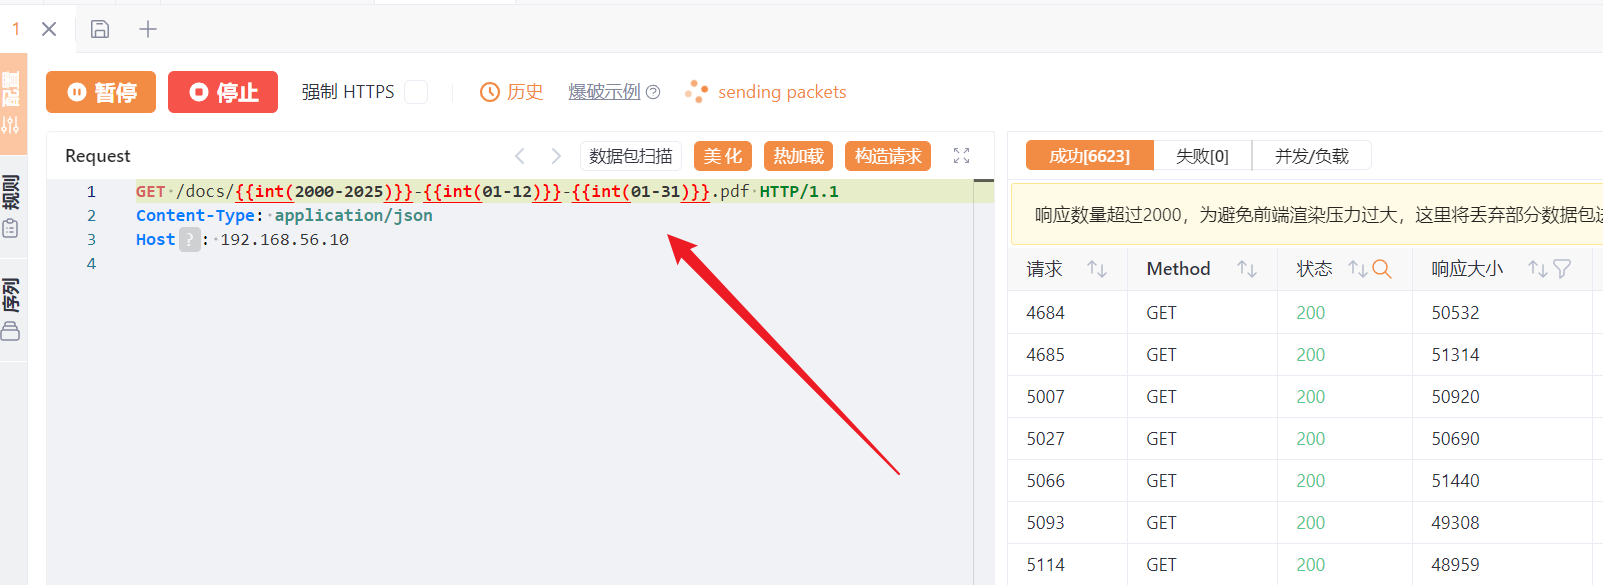 1
暂停 停止 强制 HTTPS 历史 爆破示例 sending packets
配置
规则
序列
Request 数据包扫描 美化 热加载 构造请求
1 GET /docs/{{int(2000-2025)}}-{{int(01-12)}}-{{int(01-31)}}.pdf HTTP/1.1
2 Content-Type: application/json
3 Host ? : 192.168.56.10
4
成功[6623] 失败[0] 并发/负载
响应数量超过2000，为避免前端渲染压力过大，这里将丢弃部分数据包进
请求 Method 状态 响应大小
4684 GET 200 50532
4685 GET 200 51314
5007 GET 200 50920
5027 GET 200 50690
5066 GET 200 51440
5093 GET 200 49308
5114 GET 200 48959